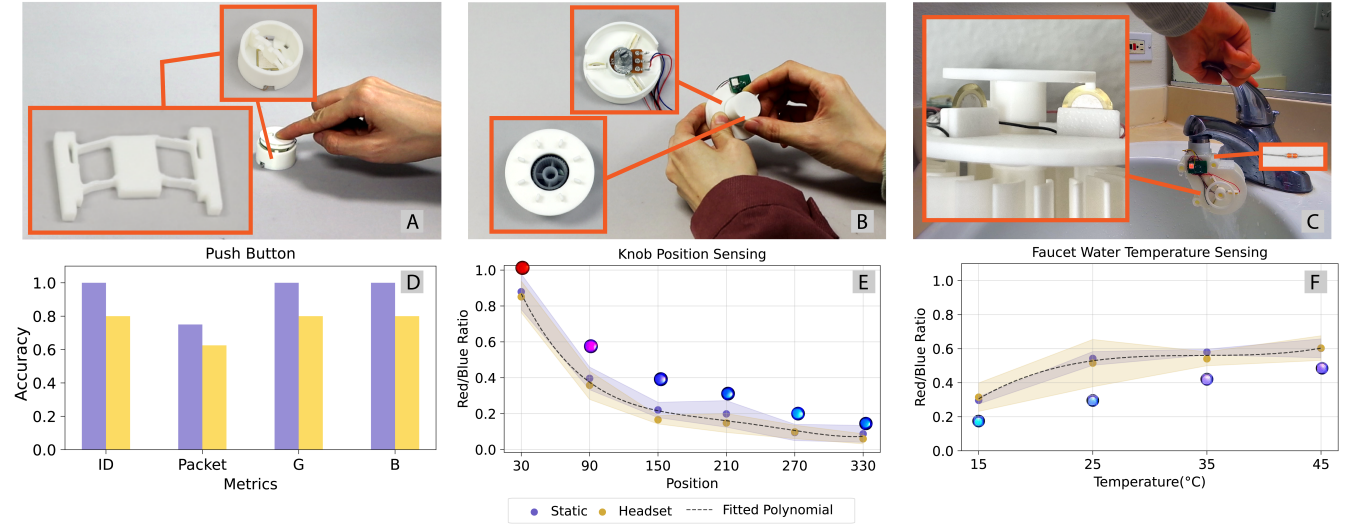 A
B
C
Push Button
D
Accuracy
1.0
0.8
0.6
0.4
0.2
0.0
ID Packet G B
Metrics
Knob Position Sensing
E
Red/Blue Ratio
1.0
0.8
0.6
0.4
0.2
0.0
30 90 150 210 270 330
Position
Faucet Water Temperature Sensing
F
Red/Blue Ratio
1.0
0.8
0.6
0.4
0.2
0.0
15 25 35 45
Temperature(°C)
Static Headset Fitted Polynomial